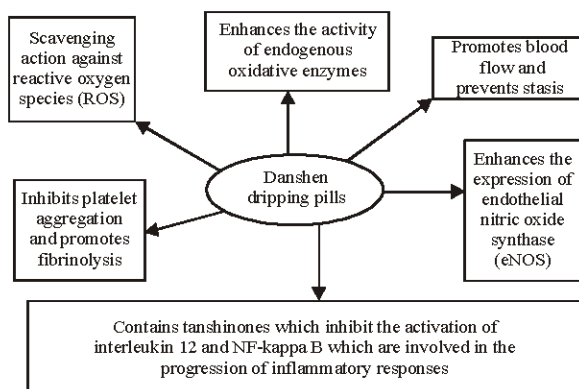 Scavenging
action against
reactive oxygen
species (ROS)
Enhances the activity
of endogenous
oxidative enzymes
Promotes blood
flow and
prevents stasis
Danshen
dripping pills
Inhibits platelet
aggregation
and promotes
fibrinolysis
Enhances the
expression of
endothelial
nitric oxide
synthase
(eNOS)
Contains tanshinones which inhibit the activation of
interleukin 12 and NF-kappa B which are involved in the
progression of inflammatory responses